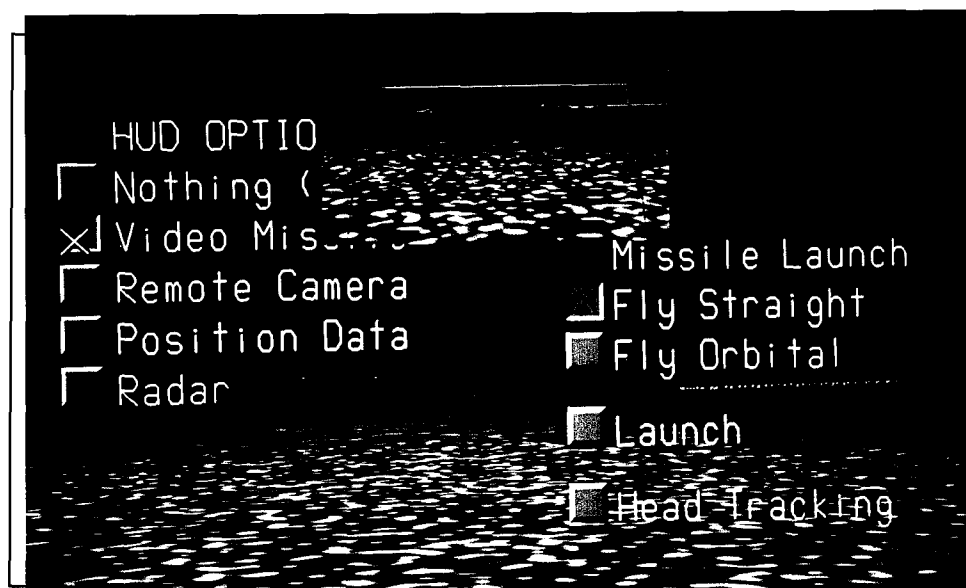 HUD OPTIO
Nothing (
Video
Remote Camera
Position Data
Radar
Missile Launch
Fly Straight
Fly Orbital
Launch
Head Tracking